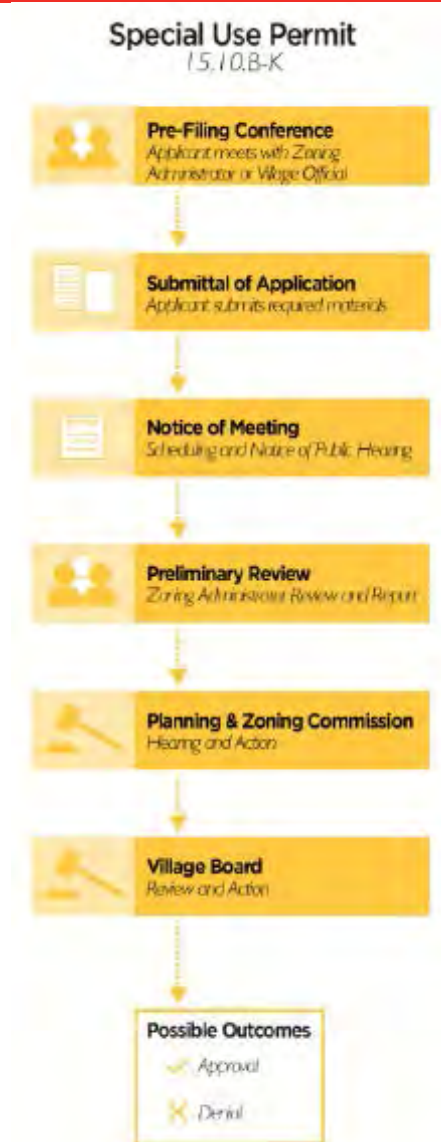 Special Use Permit
15.10.B-K
Pre-Filing Conference
Applicant meets with Zoning
Administrator or Village Official
Submittal of Application
Applicant submits required materials
Notice of Meeting
Scheduling and Notice of Public Hearing
Preliminary Review
Zoning Administrator Review and Report
Planning & Zoning Commission
Hearing and Action
Village Board
Review and Action
Possible Outcomes
Approval
Denial